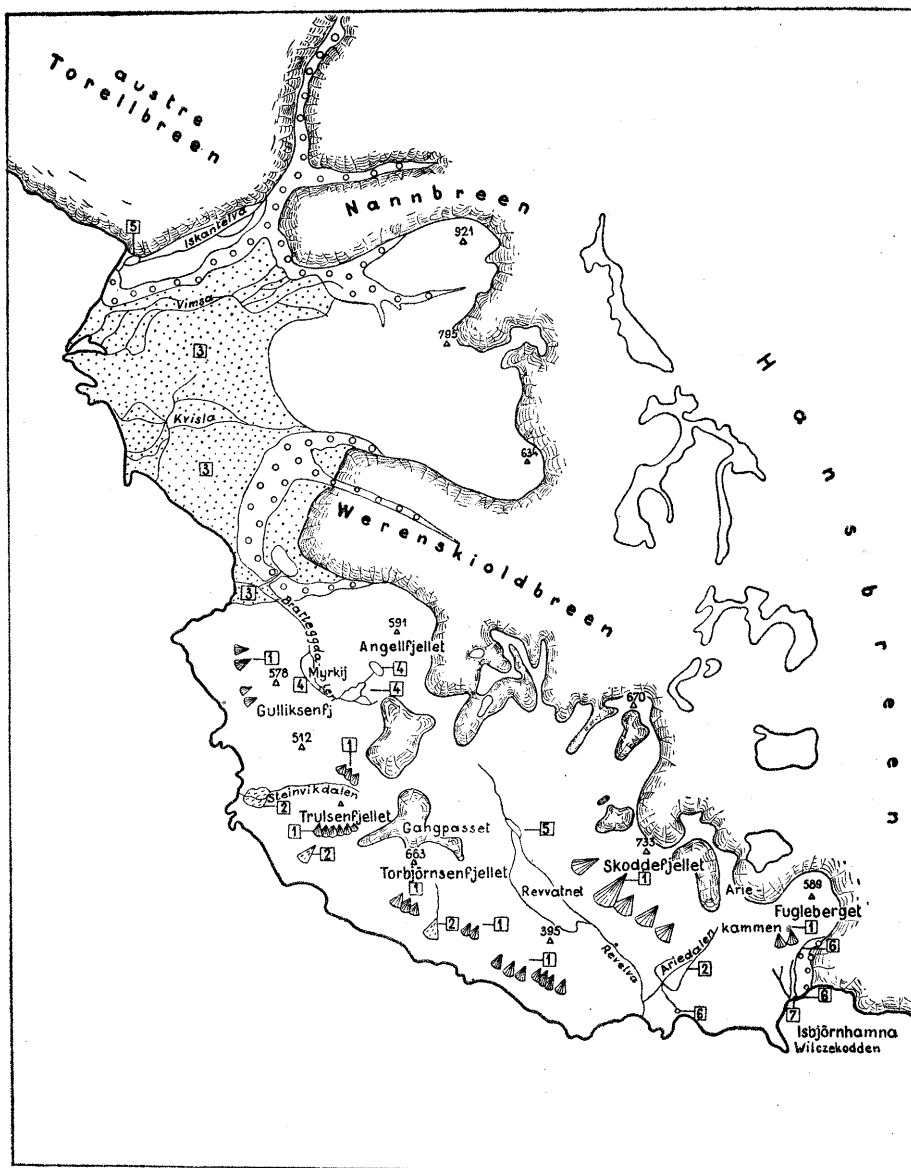 austre
Torellbreen
Nannbreen
5
Iskantelva
921
Vimsa
795
3
Kvisla
634
3
Werenskioldbreen
Hansbreen
3
Bratteggdalen
591
Angellfjellet
1
578
Myrkij
4
4
4
Gulliksenfj
670
512
1
Steinvikdalen
2
Trulsenfjellet
1
Gangpasset
5
2
663
733
Skoddefjellet
Torbjörnsenfjellet
1
1
Revvatnet
Arie
589
Fugleberget
2
1
395
kammen
1
1
Ariedalen
6
Revelva
2
6
6
7
Isbjörnhamna
Wilczekodden